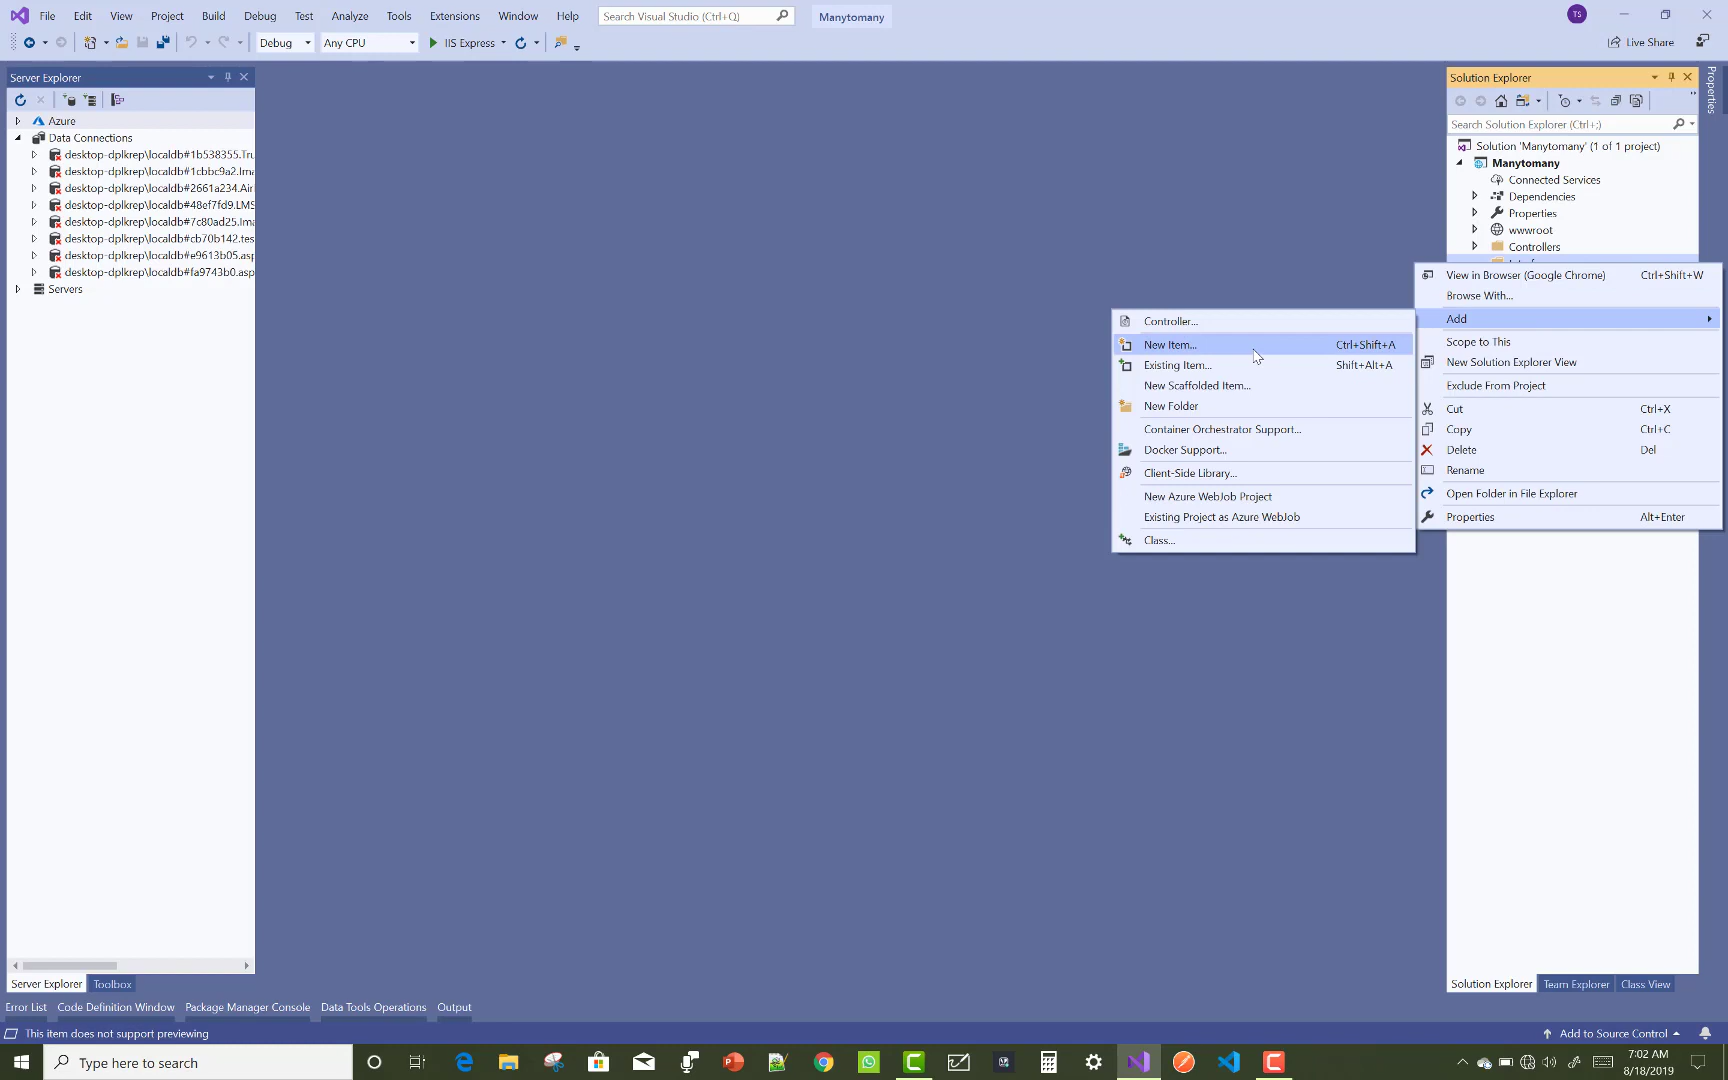 File Edit View Project Build Debug Test Analyze Tools Extensions Window Help Search Visual Studio (Ctrl+Q) Manytomany TS
Debug Any CPU IIS Express Live Share
Server Explorer
Azure
Data Connections
desktop-dplkrep\localdb#1b538355.Tru
desktop-dplkrep\localdb#1cbbc9a2.Ima
desktop-dplkrep\localdb#2661a234.Airl
desktop-dplkrep\localdb#48ef7fd9.LMS
desktop-dplkrep\localdb#7c80ad25.Ima
desktop-dplkrep\localdb#cb70b142.tes
desktop-dplkrep\localdb#e9613b05.asp
desktop-dplkrep\localdb#fa9743b0.asp
Servers
Controller...
New Item... Ctrl+Shift+A
Existing Item... Shift+Alt+A
New Scaffolded Item...
New Folder
Container Orchestrator Support...
Docker Support...
Client-Side Library...
New Azure WebJob Project
Existing Project as Azure WebJob
Class...
Solution Explorer
Search Solution Explorer (Ctrl+;)
Solution 'Manytomany' (1 of 1 project)
Manytomany
Connected Services
Dependencies
Properties
wwwroot
Controllers
View in Browser (Google Chrome) Ctrl+Shift+W
Browse With...
Add
Scope to This
New Solution Explorer View
Exclude From Project
Cut Ctrl+X
Copy Ctrl+C
Delete Del
Rename
Open Folder in File Explorer
Properties Alt+Enter
Properties
Server Explorer Toolbox
Solution Explorer Team Explorer Class View
Error List Code Definition Window Package Manager Console Data Tools Operations Output
This item does not support previewing
Add to Source Control
Type here to search
7:02 AM
8/18/2019